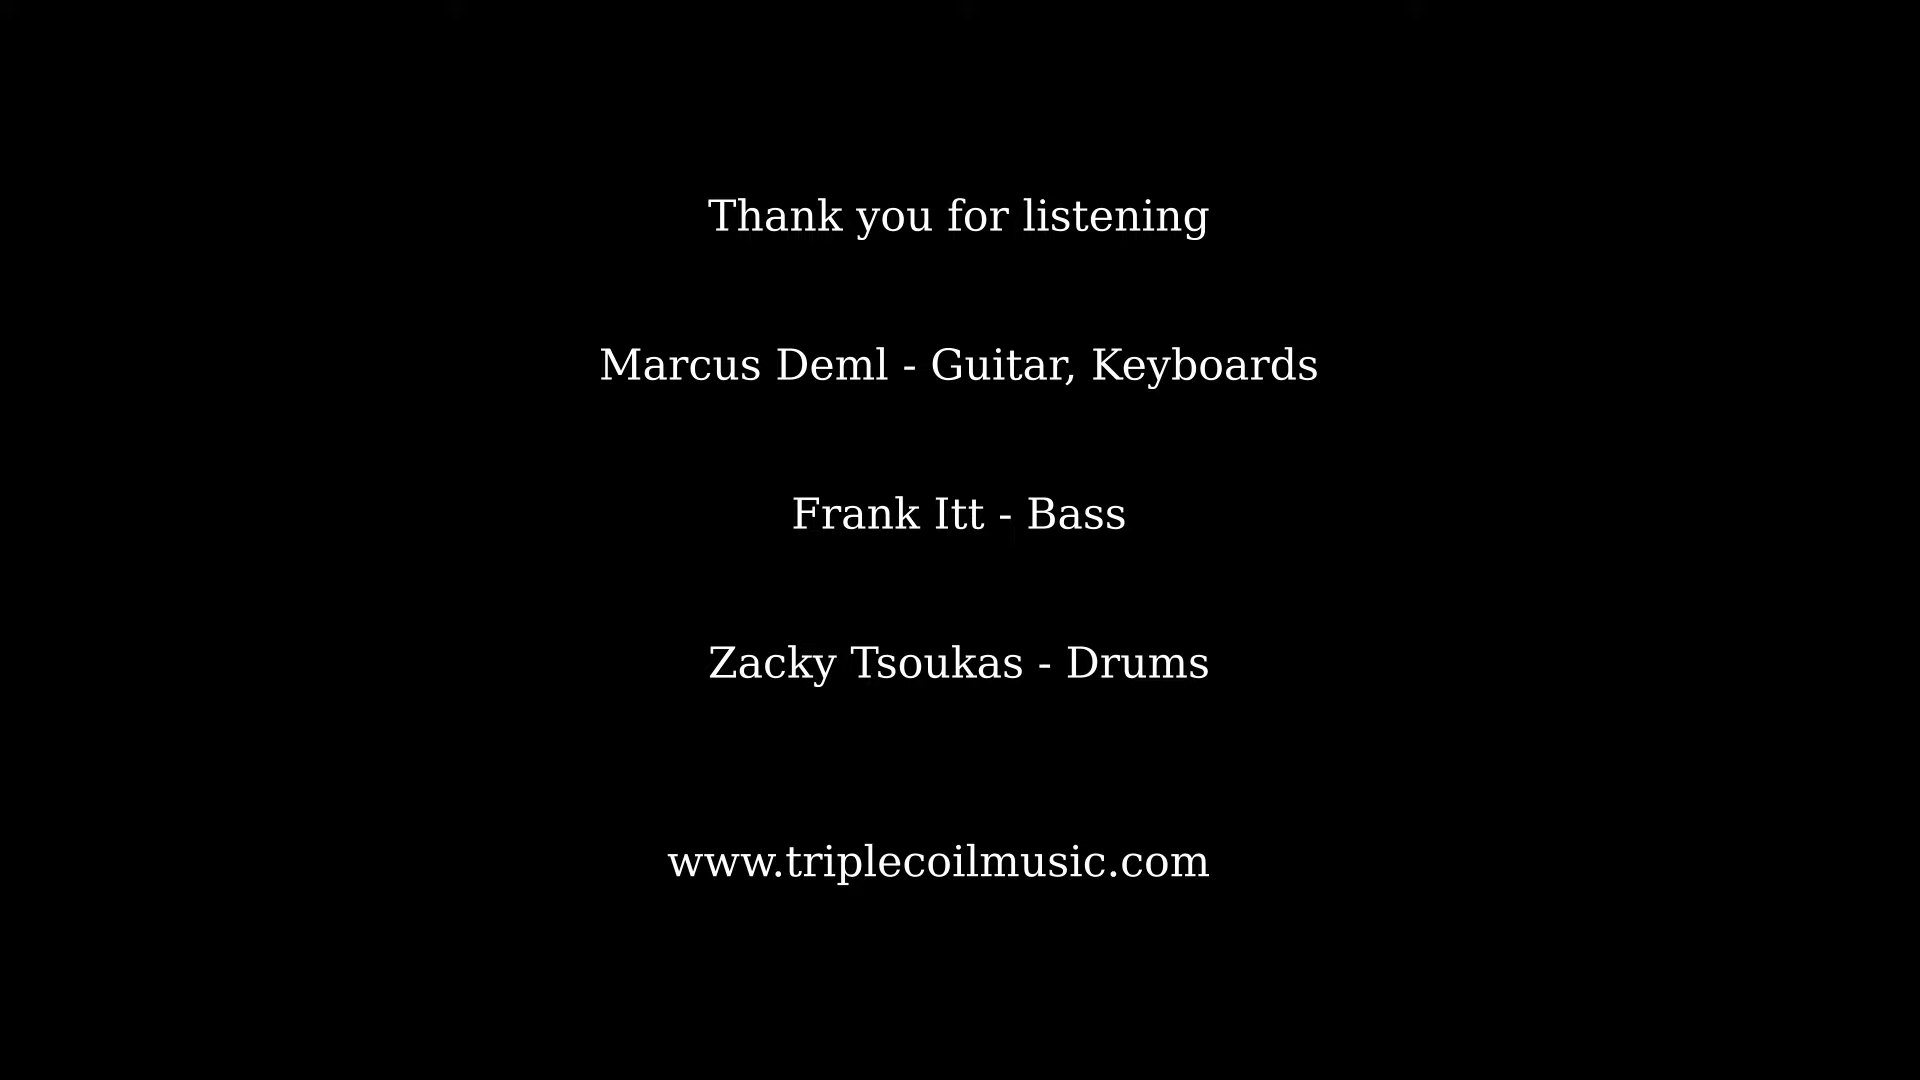 Thank you for listening
Marcus Deml - Guitar, Keyboards
Frank Itt - Bass
Zacky Tsoukas - Drums
www.triplecoilmusic.com